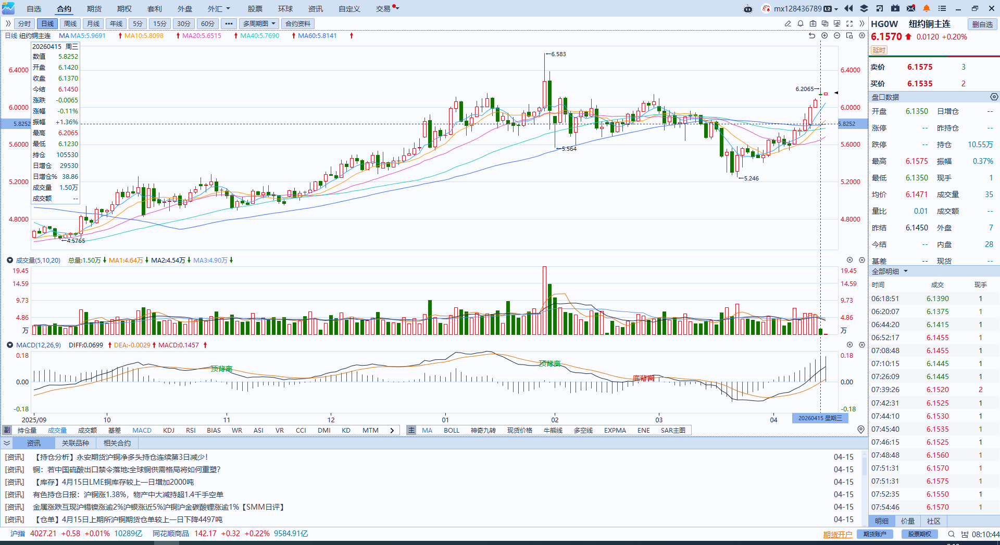 自选 合约 期货 期权 套利 外盘 外汇 股票 环球 资讯 自定义 交易 mx128436789 L2
分时 日线 周线 月线 年线 5分 15分 30分 60分 ••• 多周期图 合约资料
HG0W 纽约铜主连 删自选
日线 纽约铜主连 MA MA5:5.9691 MA10:5.8098 MA20:5.6515 MA40:5.7690 MA60:5.8141
6.1570 0.0120 +0.20%
延时
20260415 周三
数值 5.8252
开盘 6.1420
收盘 6.1370
今结 6.1450
涨跌 -0.0065
涨幅 -0.11%
振幅 +1.36%
最高 6.2065
最低 6.1230
持仓 105530
日增仓 29530
日增仓% 38.86
成交量 1.50万
成交额 --
6.4000 6.4000
6.0000 6.0000
5.8252 5.8252
5.6000 5.6000
5.2000 5.2000
4.8000 4.8000
6.583
6.2065
5.564
5.246
4.5765
成交量(5,10,20) 总量:1.50万 MA1:4.64万 MA2:4.54万 MA3:4.90万
19.45 19.45
14.59 14.59
9.73 9.73
4.86 4.86
万 万
MACD(12,26,9) DIFF:0.0699 DEA:-0.0029 MACD:0.1457
0.18 0.18
顶背离 顶背离 底背离
0.00 0.00
-0.18 -0.18
2025/09 10 11 12 01 02 03 04 20260415 星期三
副 持仓量 成交量 成交额 基差 MACD KDJ RSI BIAS WR ASI VR CCI DMI KD MTM 主 MA BOLL 神奇九转 现货价格 牛熊线 多空线 EXPMA ENE SAR主图
资讯 关联品种 相关合约
[资讯] 【持仓分析】永安期货沪铜净多头持仓连续第3日减少！ 04-15
[资讯] 铜：若中国硫酸出口禁令落地:全球铜供需格局将如何重塑？ 04-15
[资讯] 【库存】4月15日LME铜库存较上一日增加2000吨 04-15
[资讯] 有色持仓日报：沪铜涨1.38%，物产中大减持超1.4千手空单 04-15
[资讯] 金属涨跌互现沪锡镍涨逾2%沪银涨近5%沪铜沪金碳酸锂涨逾1%【SMM日评】 04-15
[资讯] 【仓单】4月15日上期所沪铜期货仓单较上一日下降4497吨 04-15
卖价 6.1575 3
买价 6.1535 2
盘口数据
开盘 6.1350 日增仓 --
涨停 -- 昨持仓 --
跌停 -- 持仓 10.55万
最高 6.1575 振幅 0.37%
最低 6.1350 现手 1
均价 6.1471 成交量 35
量比 0.01 成交额 --
昨结 6.1450 外盘 7
今结 -- 内盘 28
基差 -- 现货 --
全部明细
时间 成交 现手
06:18:51 6.1390 1
06:20:07 6.1375 1
06:44:20 6.1415 1
06:52:17 6.1455 1
07:08:48 6.1455 1
07:10:15 6.1445 1
07:26:09 6.1445 1
07:39:26 6.1520 2
07:42:31 6.1525 1
07:44:10 6.1530 1
07:45:40 6.1535 1
07:46:15 6.1525 1
07:48:48 6.1560 1
07:51:31 6.1570 1
07:51:31 6.1575 1
07:52:35 6.1550 1
07:54:46 6.1570 1
明细 价量 社区
沪指 4027.21 +0.58 +0.01% 10289亿 同花顺商品 142.17 +0.32 +0.22% 9584.91亿 期货开户 期货账户 股票期权 08:10:44